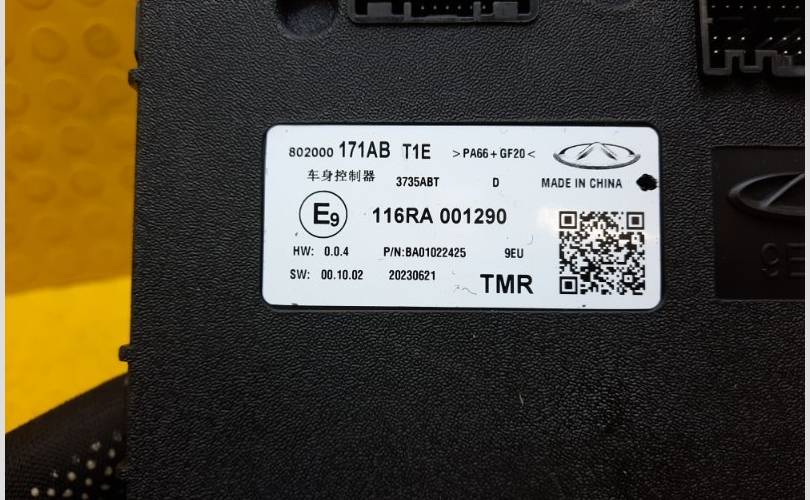 802000 171AB T1E >PA66+GF20<
车身控制器 3735ABT D MADE IN CHINA
E9 116RA 001290
HW: 0.0.4 P/N:BA01022425 9EU
SW: 00.10.02 20230621 TMR